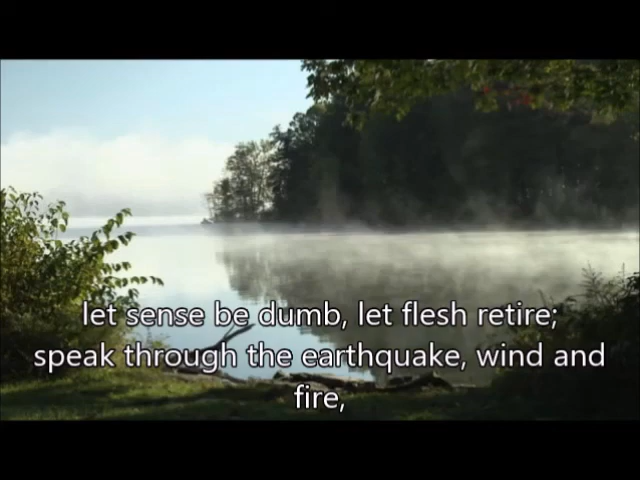 let sense be dumb, let flesh retire;
speak through the earthquake, wind and
fire,